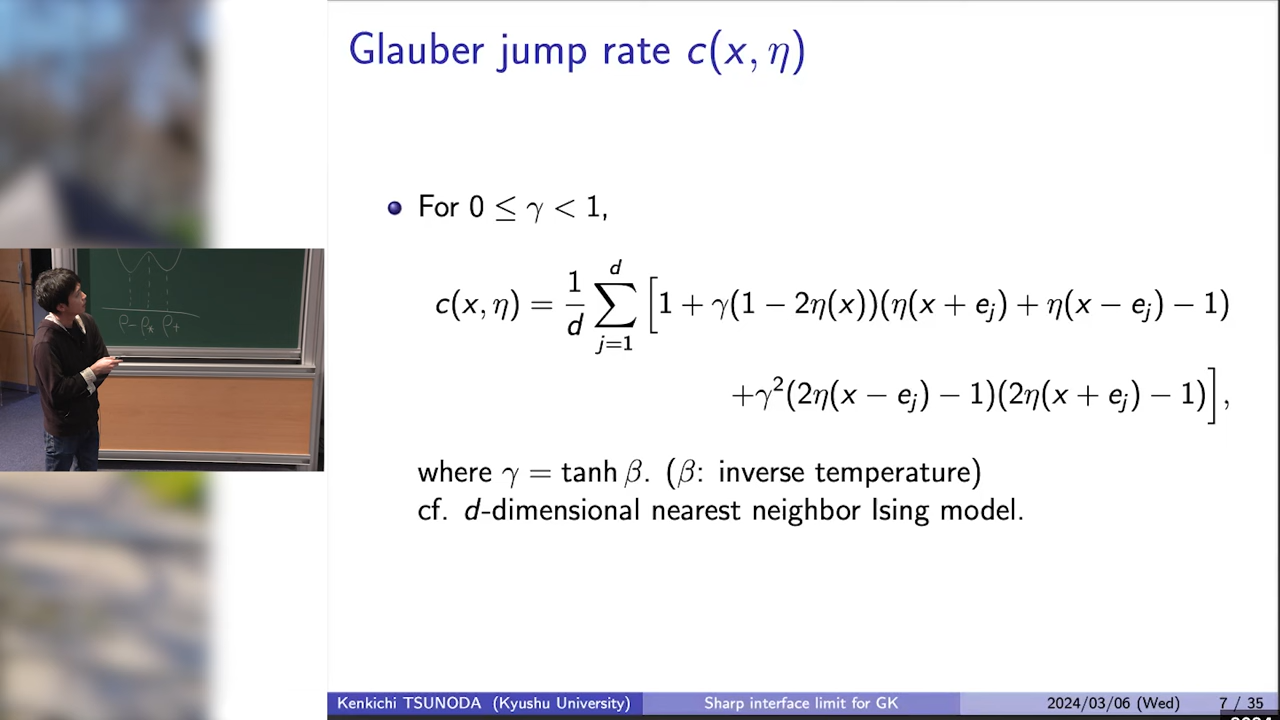 Glauber jump rate c(x, η)
For 0 ≤ γ < 1,
c(x, η) = 1/d ∑_{j=1}^{d} [1 + γ(1 − 2η(x))(η(x + e_j) + η(x − e_j) − 1)
+γ²(2η(x − e_j) − 1)(2η(x + e_j) − 1)],
where γ = tanh β. (β: inverse temperature)
cf. d-dimensional nearest neighbor Ising model.
ρ− ρ* ρ+
Kenkichi TSUNODA (Kyushu University) Sharp interface limit for GK 2024/03/06 (Wed) 7 / 35